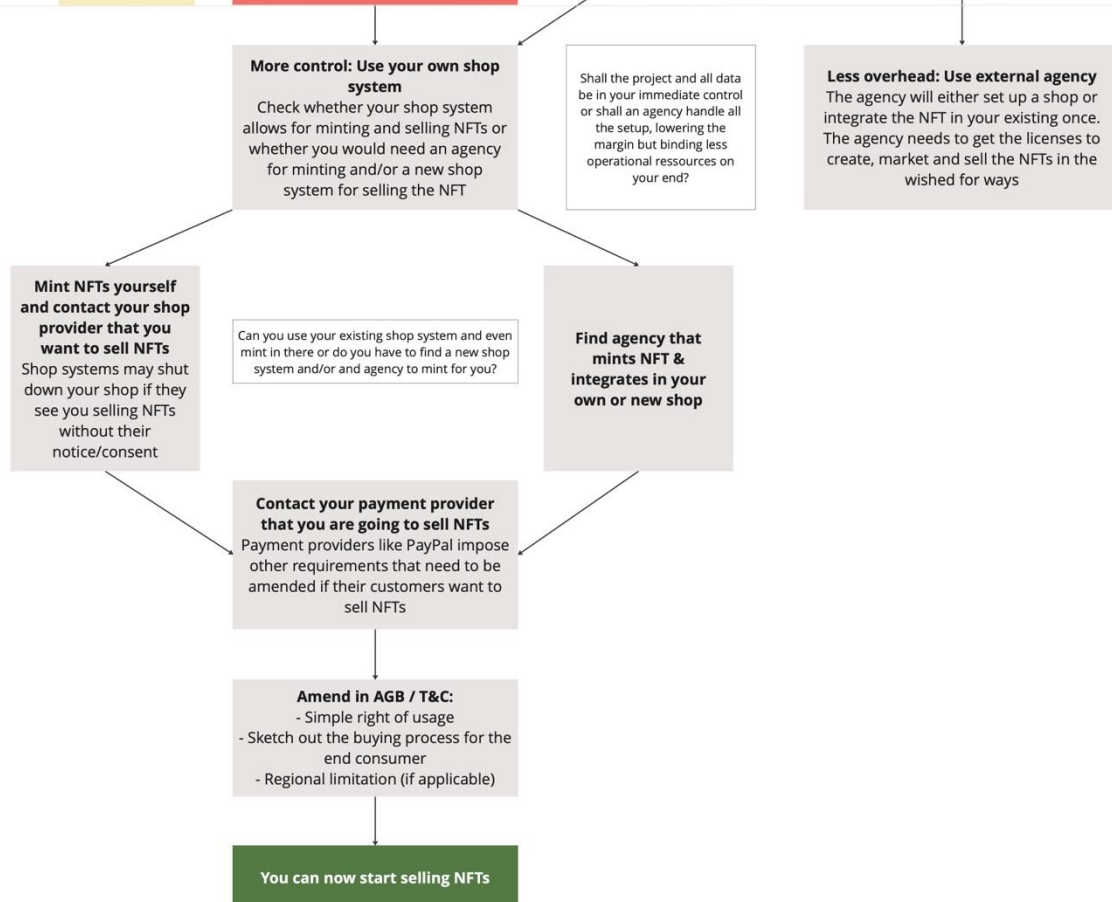 More control: Use your own shop
system
Check whether your shop system
allows for minting and selling NFTs or
whether you would need an agency
for minting and/or a new shop
system for selling the NFT
Shall the project and all data
be in your immediate control
or shall an agency handle all
the setup, lowering the
margin but binding less
operational ressources on
your end?
Less overhead: Use external agency
The agency will either set up a shop or
integrate the NFT in your existing once.
The agency needs to get the licenses to
create, market and sell the NFTs in the
wished for ways
Mint NFTs yourself
and contact your shop
provider that you
want to sell NFTs
Shop systems may shut
down your shop if they
see you selling NFTs
without their
notice/consent
Can you use your existing shop system and even
mint in there or do you have to find a new shop
system and/or and agency to mint for you?
Find agency that
mints NFT &
integrates in your
own or new shop
Contact your payment provider
that you are going to sell NFTs
Payment providers like PayPal impose
other requirements that need to be
amended if their customers want to
sell NFTs
Amend in AGB / T&C:
- Simple right of usage
- Sketch out the buying process for the
end consumer
- Regional limitation (if applicable)
You can now start selling NFTs